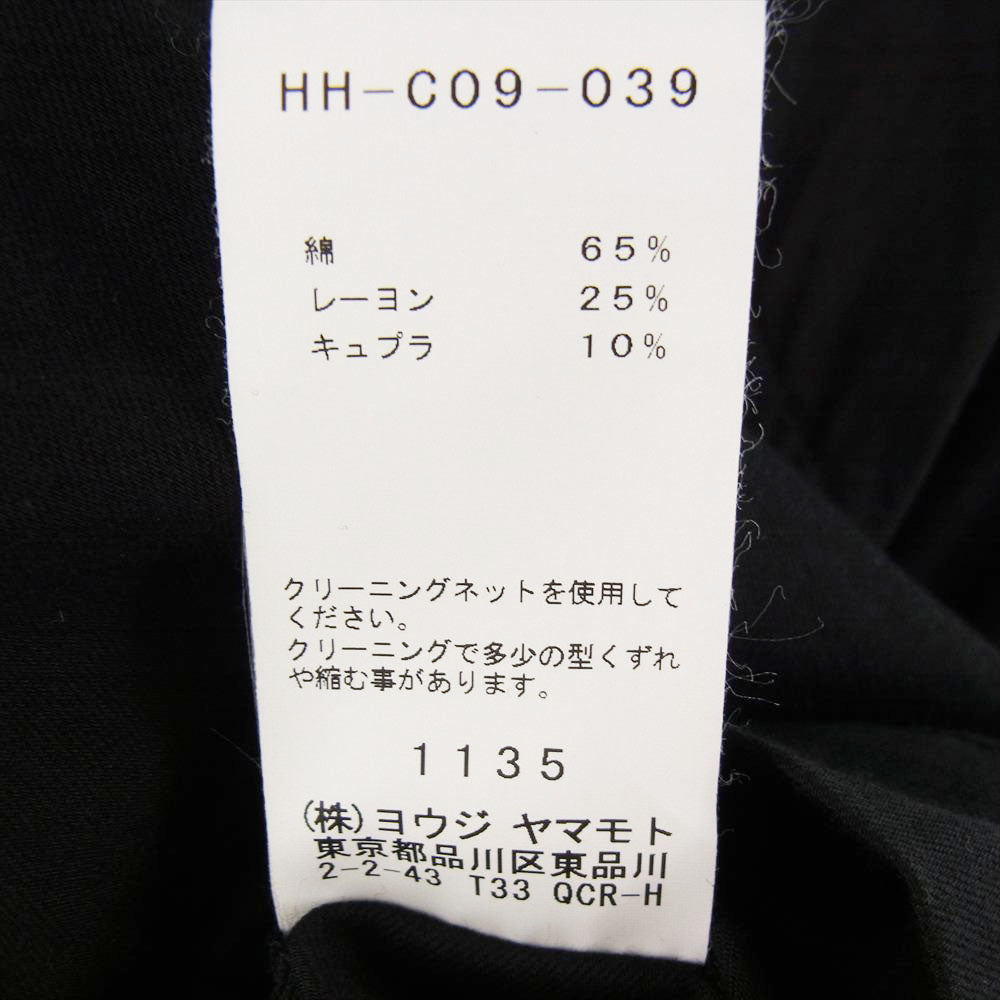 HH-C09-039
綿 65%
レーヨン 25%
キュプラ 10%
クリーニングネットを使用して
ください。
クリーニングで多少の型くずれ
や縮む事があります。
1135
(株)ヨウジ ヤマモト
東京都品川区東品川
2-2-43 T33 QCR-H